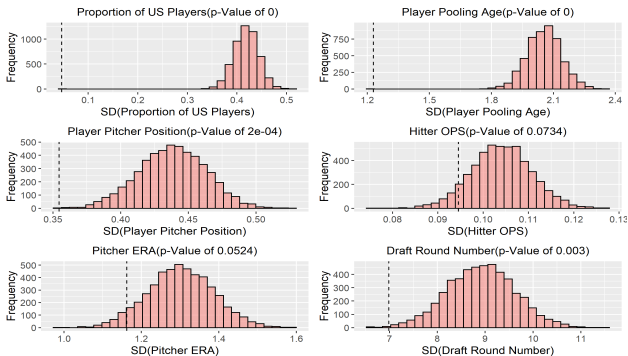 Proportion of US Players(p-Value of 0)
Frequency
1000
500
0
0.1 0.2 0.3 0.4 0.5
SD(Proportion of US Players)
Player Pooling Age(p-Value of 0)
Frequency
750
500
250
0
1.2 1.5 1.8 2.1 2.4
SD(Player Pooling Age)
Player Pitcher Position(p-Value of 2e-04)
Frequency
500
400
300
200
100
0
0.35 0.40 0.45 0.50
SD(Player Pitcher Position)
Hitter OPS(p-Value of 0.0734)
Frequency
400
200
0
0.08 0.09 0.10 0.11 0.12 0.13
SD(Hitter OPS)
Pitcher ERA(p-Value of 0.0524)
Frequency
500
400
300
200
100
0
1.0 1.2 1.4 1.6
SD(Pitcher ERA)
Draft Round Number(p-Value of 0.003)
Frequency
400
300
200
100
0
7 8 9 10 11
SD(Draft Round Number)